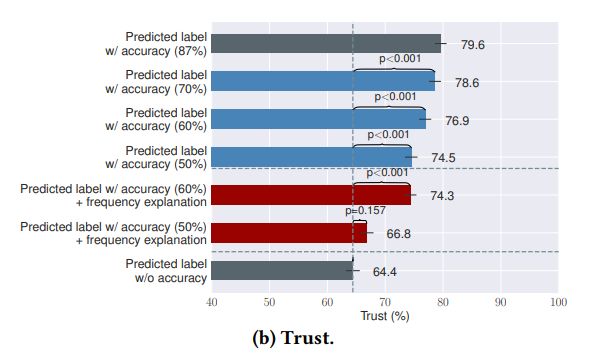 Predicted label
w/ accuracy (87%)
79.6
p<0.001
Predicted label
w/ accuracy (70%)
78.6
p<0.001
Predicted label
w/ accuracy (60%)
76.9
p<0.001
Predicted label
w/ accuracy (50%)
74.5
p<0.001
Predicted label w/ accuracy (60%)
+ frequency explanation
74.3
p=0.157
Predicted label w/ accuracy (50%)
+ frequency explanation
66.8
Predicted label
w/o accuracy
64.4
40 50 60 70 80 90 100
Trust (%)
(b) Trust.